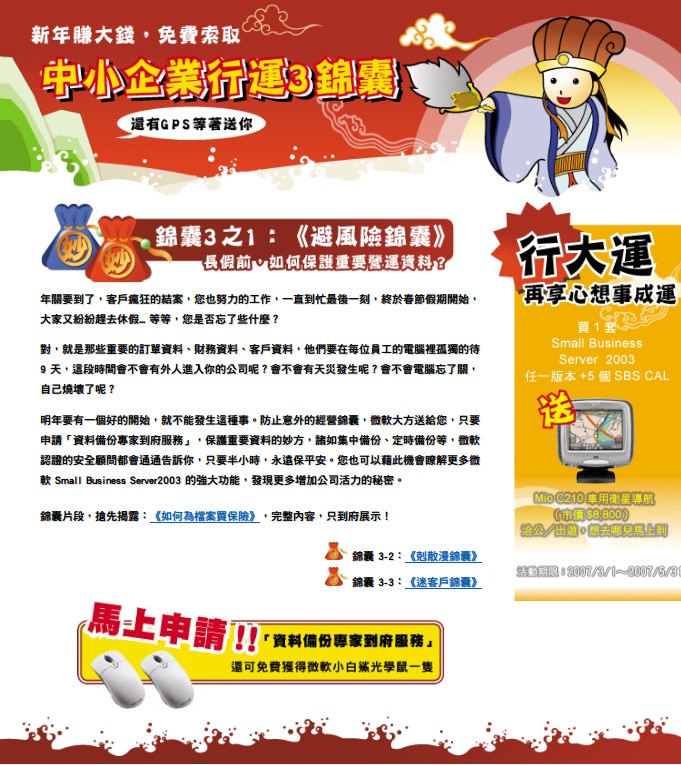 新年賺大錢，免費索取
中小企業行運3錦囊
還有GPS等著送你
妙
妙
錦囊3之1：《避風險錦囊》
長假前，如何保護重要營運資料？
年關要到了，客戶瘋狂的結案，您也努力的工作，一直到忙最後一刻，終於春節假期開始，
大家又紛紛趕去休假… 等等，您是否忘了些什麼？
對，就是那些重要的訂單資料、財務資料、客戶資料，他們要在每位員工的電腦裡孤獨的待
9 天，這段時間會不會有外人進入你的公司呢？會不會有天災發生呢？會不會電腦忘了關，
自己燒壞了呢？
明年要有一個好的開始，就不能發生這種事。防止意外的經營錦囊，微軟大方送給您，只要
申請「資料備份專家到府服務」，保護重要資料的妙方，諸如集中備份、定時備份等，微軟
認證的安全顧問都會通通告訴你，只要半小時，永遠保平安。您也可以藉此機會瞭解更多微
軟 Small Business Server2003 的強大功能，發現更多增加公司活力的秘密。
錦囊片段，搶先揭露：《如何為檔案買保險》，完整內容，只到府展示！
錦囊 3-2：《剋散漫錦囊》
錦囊 3-3：《迷客戶錦囊》
馬上申請!!「資料備份專家到府服務」
還可免費獲得微軟小白鯊光學鼠一隻
行大運
再享心想事成運
買 1 套
Small Business
Server 2003
任一版本 +5 個 SBS CAL
送
Mio C210 車用衛星導航
（市價 $8,800）
洽公／出遊，想去哪兒馬上到
活動期限：2007/3/1～2007/5/31